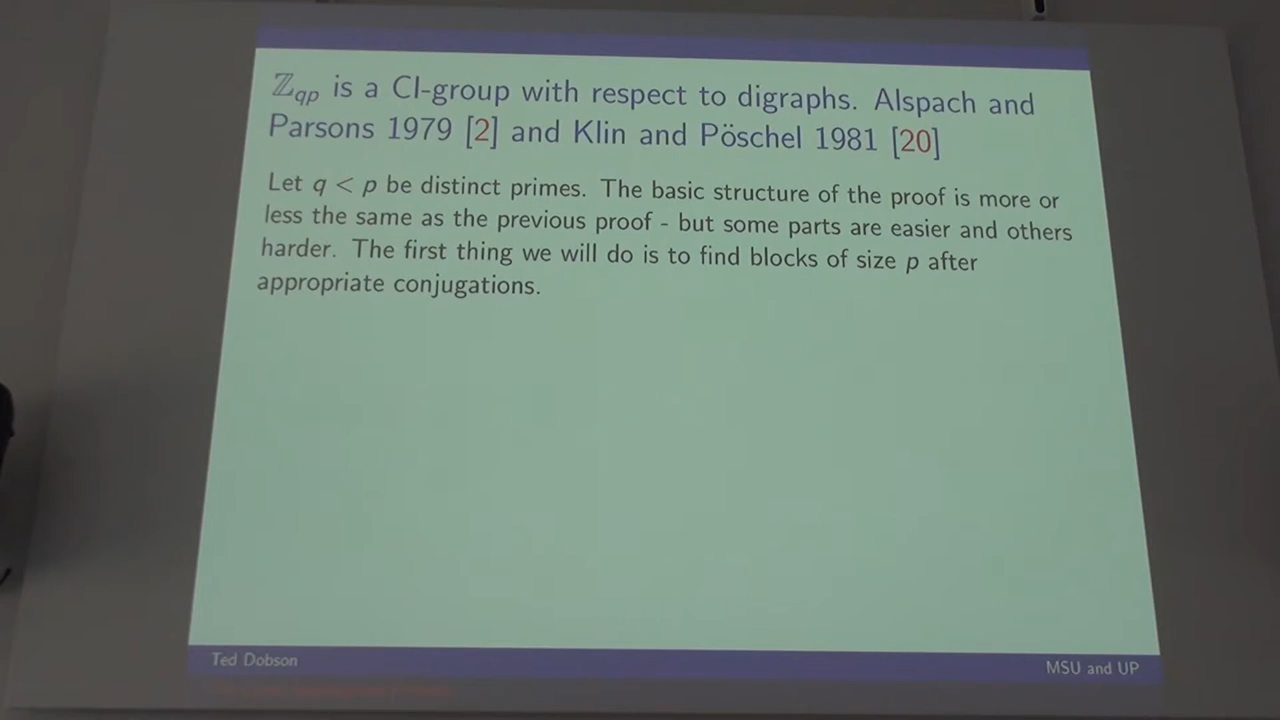 ℤqp is a CI-group with respect to digraphs. Alspach and
Parsons 1979 [2] and Klin and Pöschel 1981 [20]
Let q < p be distinct primes. The basic structure of the proof is more or
less the same as the previous proof - but some parts are easier and others
harder. The first thing we will do is to find blocks of size p after
appropriate conjugations.
Ted Dobson
MSU and UP